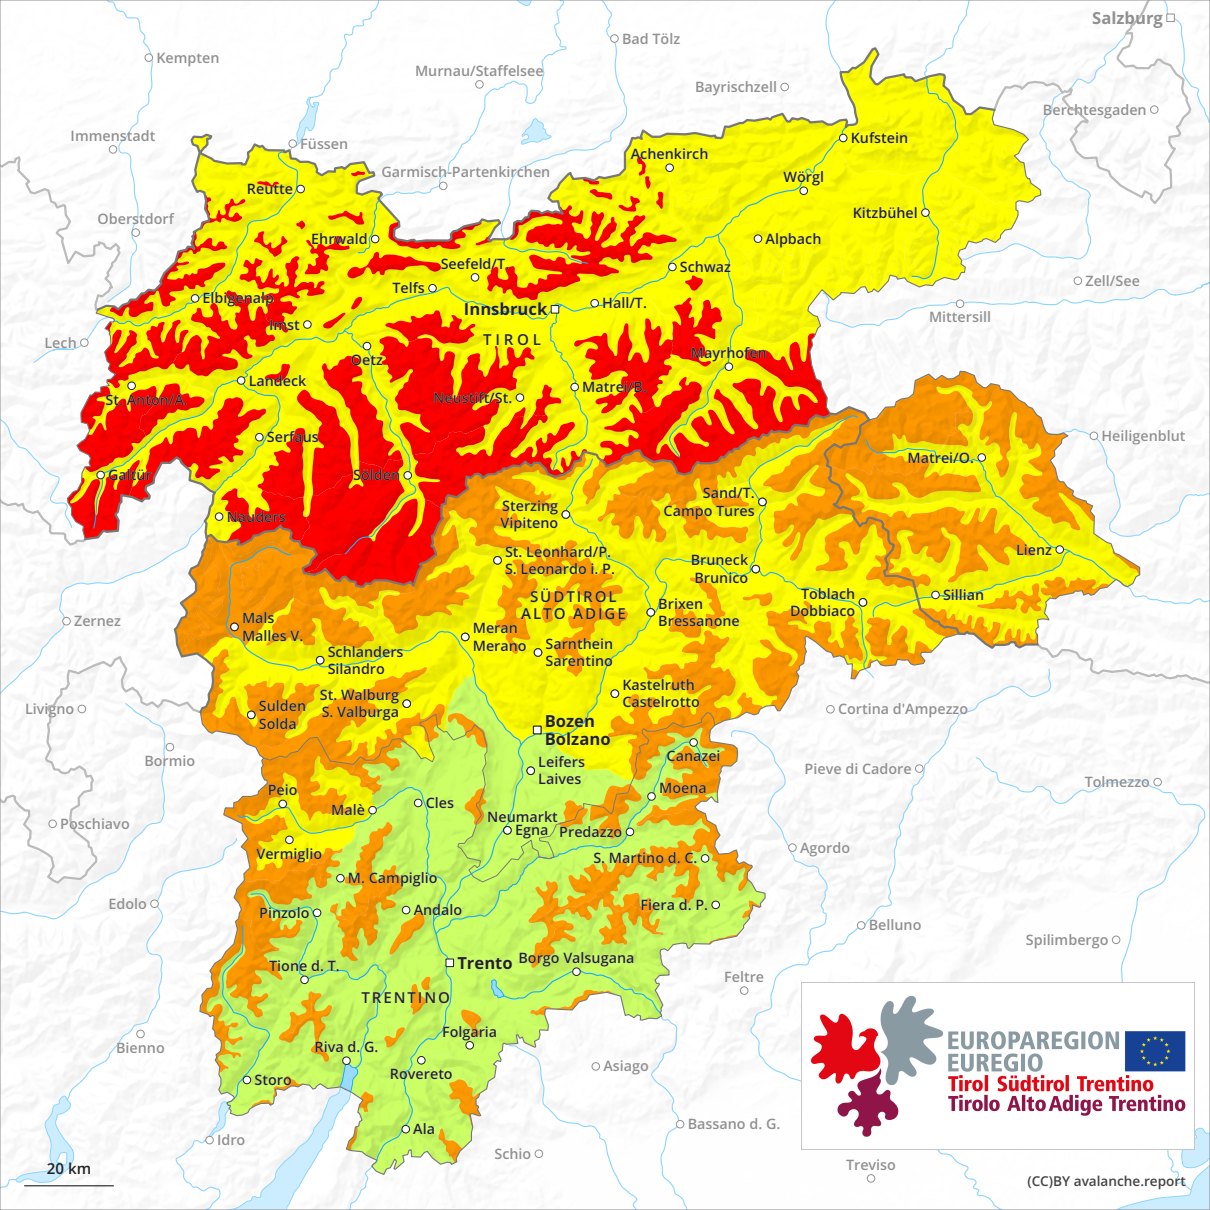 Salzburg
Bad Tölz
Kempten
Murnau/Staffelsee
Bayrischzell
Berchtesgaden
Immenstadt
Füssen
Kufstein
Achenkirch
Garmisch-Partenkirchen
Wörgl
Reutte
Oberstdorf
Kitzbühel
Ehrwald
Alpbach
Seefeld/T.
Schwaz
Zell/See
Telfs
Elbigenalp
Hall/T.
Innsbruck
Mittersill
Imst
Lech
TIROL
Oetz
Mayrhofen
Landeck
Matrei/B.
St. Anton/A.
Neustift/St.
Serfaus
Heiligenblut
Matrei/O.
Galtür
Sölden
Sand/T.
Campo Tures
Sterzing
Vipiteno
Nauders
Lienz
St. Leonhard/P.
S. Leonardo i. P.
Bruneck
Brunico
SÜDTIROL
ALTO ADIGE
Toblach
Dobbiaco
Sillian
Brixen
Bressanone
Zernez
Mals
Malles V.
Meran
Merano
Sarnthein
Sarentino
Schlanders
Silandro
Kastelruth
Castelrotto
St. Walburg
S. Valburga
Sulden
Solda
Livigno
Cortina d'Ampezzo
Bozen
Bolzano
Bormio
Canazei
Leifers
Laives
Pieve di Cadore
Tolmezzo
Peio
Moena
Malè
Cles
Neumarkt
Egna
Predazzo
Poschiavo
Vermiglio
Agordo
S. Martino d. C.
M. Campiglio
Edolo
Pinzolo
Andalo
Fiera d. P.
Belluno
Spilimbergo
Trento
Borgo Valsugana
Tione d. T.
Feltre
TRENTINO
Folgaria
Bienno
Riva d. G.
Rovereto
Asiago
Storo
EUROPAREGION
EUREGIO
Tirol Südtirol Trentino
Tirolo Alto Adige Trentino
Ala
Bassano d. G.
Idro
Schio
Treviso
20 km
(CC)BY avalanche.report